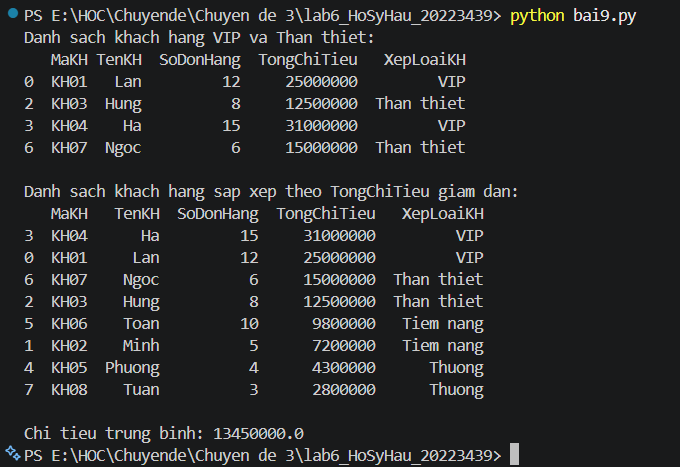 PS E:\HOC\Chuyende\Chuyen de 3\lab6_HoSyHau_20223439> python bai9.py
Danh sach khach hang VIP va Than thiet:
   MaKH TenKH  SoDonHang  TongChiTieu   XepLoaiKH
0  KH01   Lan         12     25000000         VIP
2  KH03  Hung          8     12500000  Than thiet
3  KH04    Ha         15     31000000         VIP
6  KH07  Ngoc          6     15000000  Than thiet
Danh sach khach hang sap xep theo TongChiTieu giam dan:
   MaKH   TenKH  SoDonHang  TongChiTieu   XepLoaiKH
3  KH04      Ha         15     31000000         VIP
0  KH01     Lan         12     25000000         VIP
6  KH07    Ngoc          6     15000000  Than thiet
2  KH03    Hung          8     12500000  Than thiet
5  KH06    Toan         10      9800000   Tiem nang
1  KH02    Minh          5      7200000   Tiem nang
4  KH05  Phuong          4      4300000      Thuong
7  KH08    Tuan          3      2800000      Thuong
Chi tieu trung binh: 13450000.0
PS E:\HOC\Chuyende\Chuyen de 3\lab6_HoSyHau_20223439>